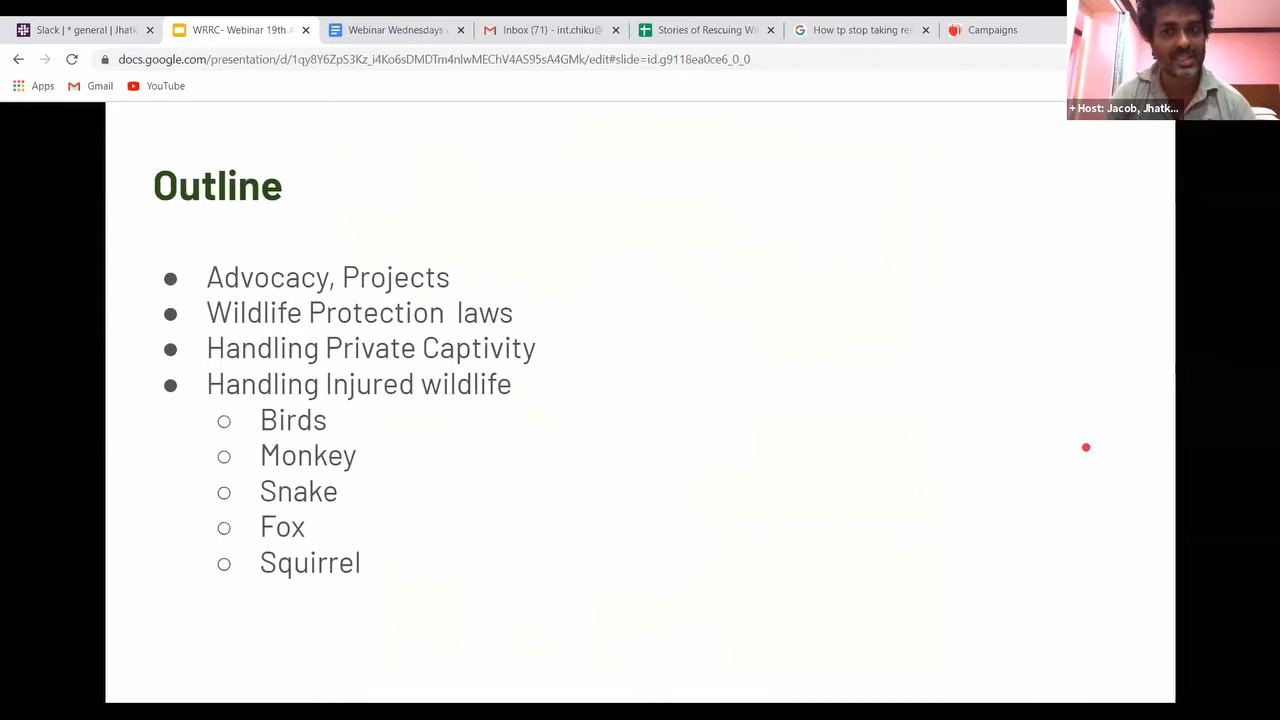 Slack | * general | Jhatk
WRRC- Webinar 19th A
Webinar Wednesdays
Inbox (71) - int.chiku@
Stories of Rescuing Wi
How tp stop taking res
Campaigns
docs.google.com/presentation/d/1qy8Y6ZpS3Kz_i4Ko6sDMDTm4nlwMEChV4AS95sA4GMk/edit#slide=id.g9118ea0ce6_0_0
Apps
Gmail
YouTube
+ Host: Jacob, Jhatk...
Outline
● Advocacy, Projects
● Wildlife Protection laws
● Handling Private Captivity
● Handling Injured wildlife
○ Birds
○ Monkey
○ Snake
○ Fox
○ Squirrel